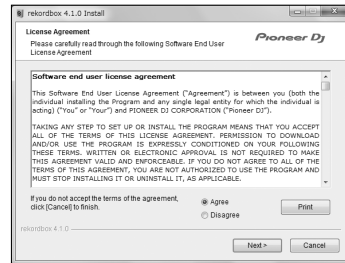 rekordbox 4.1.0 Install
License Agreement
Please carefully read through the following Software End User
License Agreement
Pioneer Dj
Software end user license agreement
This Software End User License Agreement ("Agreement") is between you (both the
individual installing the Program and any single legal entity for which the individual is
acting) ("You" or "Your") and PIONEER DJ CORPORATION ("Pioneer DJ").
TAKING ANY STEP TO SET UP OR INSTALL THE PROGRAM MEANS THAT YOU ACCEPT
ALL OF THE TERMS OF THIS LICENSE AGREEMENT. PERMISSION TO DOWNLOAD
AND/OR USE THE PROGRAM IS EXPRESSLY CONDITIONED ON YOUR FOLLOWING
THESE TERMS. WRITTEN OR ELECTRONIC APPROVAL IS NOT REQUIRED TO MAKE
THIS AGREEMENT VALID AND ENFORCEABLE. IF YOU DO NOT AGREE TO ALL OF THE
TERMS OF THIS AGREEMENT, YOU ARE NOT AUTHORIZED TO USE THE PROGRAM AND
MUST STOP INSTALLING IT OR UNINSTALL IT, AS APPLICABLE.
If you do not accept the terms of the agreement,
click [Cancel] to finish.
Agree
Disagree
Print
rekordbox 4.1.0
Next >
Cancel